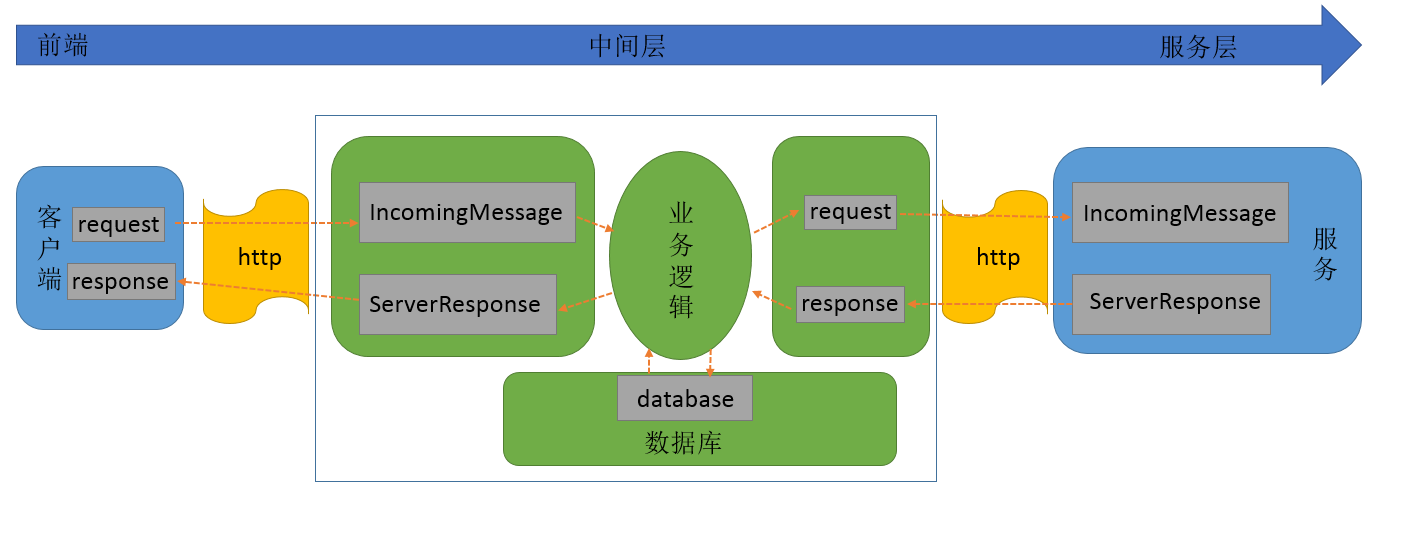 前端
中间层
服务层
客户端
request
response
http
IncomingMessage
ServerResponse
业务逻辑
request
response
database
数据库
http
IncomingMessage
ServerResponse
服务